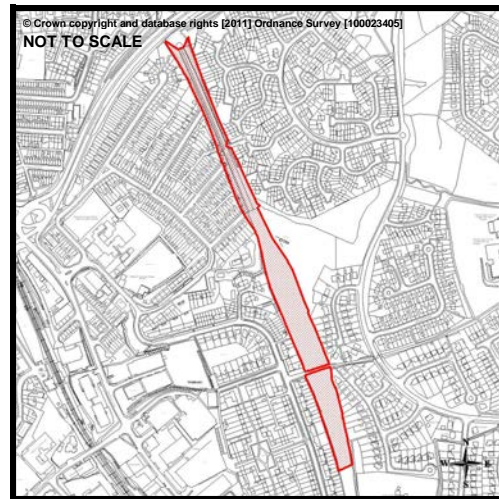 © Crown copyright and database rights [2011] Ordnance Survey [100023405]
NOT TO SCALE
N
W E
S